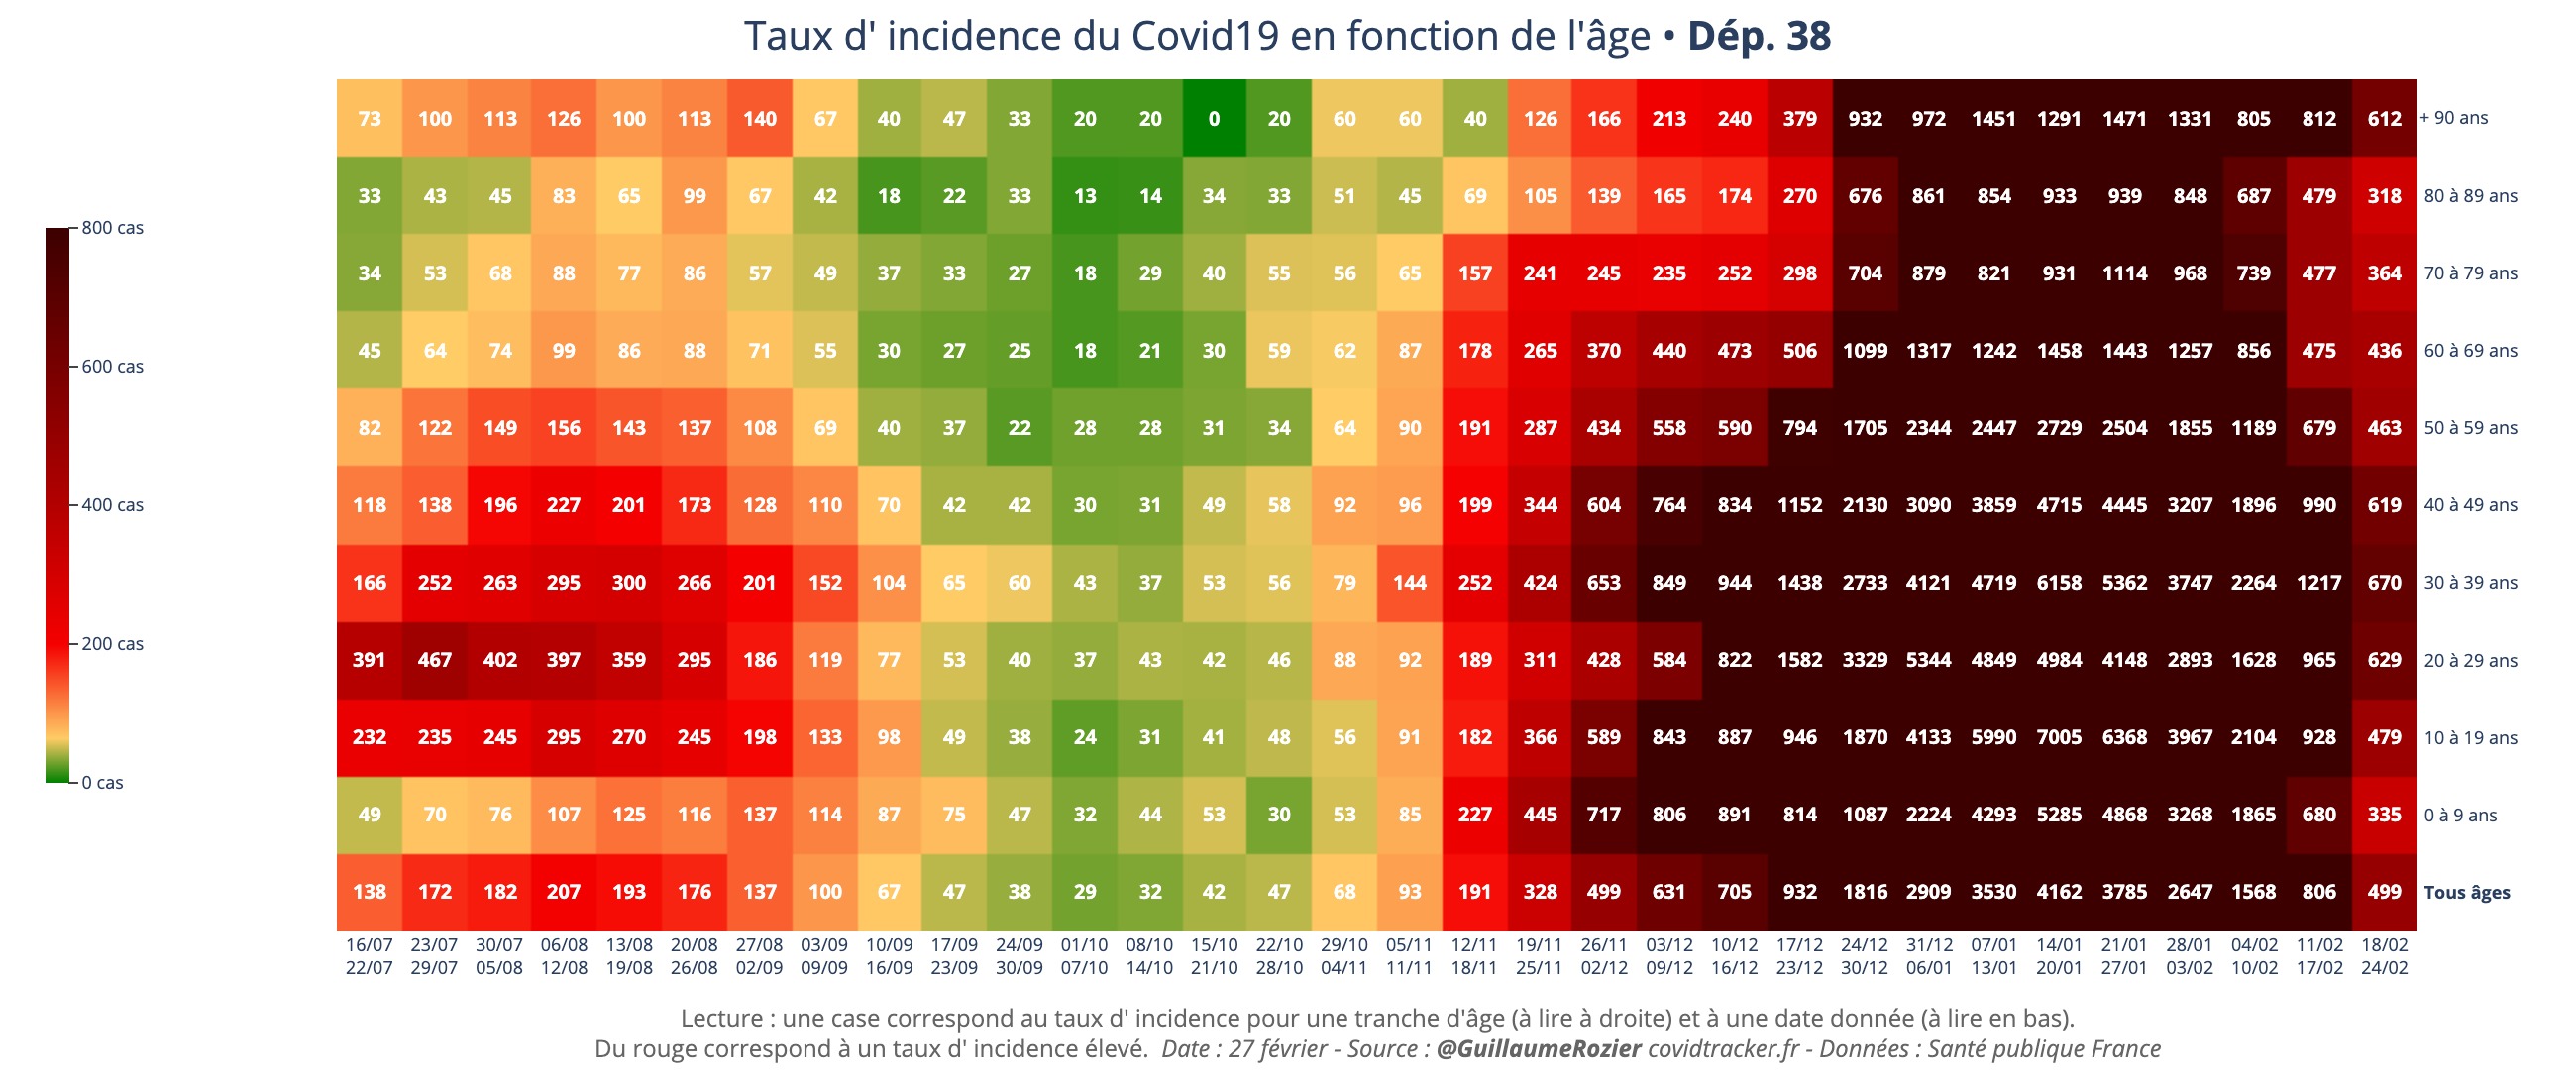 Taux d' incidence du Covid19 en fonction de l'âge • Dép. 38
800 cas
600 cas
400 cas
200 cas
0 cas
73 100 113 126 100 113 140 67 40 47 33 20 20 0 20 60 60 40 126 166 213 240 379 932 972 1451 1291 1471 1331 805 812 612 + 90 ans
33 43 45 83 65 99 67 42 18 22 33 13 14 34 33 51 45 69 105 139 165 174 270 676 861 854 933 939 848 687 479 318 80 à 89 ans
34 53 68 88 77 86 57 49 37 33 27 18 29 40 55 56 65 157 241 245 235 252 298 704 879 821 931 1114 968 739 477 364 70 à 79 ans
45 64 74 99 86 88 71 55 30 27 25 18 21 30 59 62 87 178 265 370 440 473 506 1099 1317 1242 1458 1443 1257 856 475 436 60 à 69 ans
82 122 149 156 143 137 108 69 40 37 22 28 28 31 34 64 90 191 287 434 558 590 794 1705 2344 2447 2729 2504 1855 1189 679 463 50 à 59 ans
118 138 196 227 201 173 128 110 70 42 42 30 31 49 58 92 96 199 344 604 764 834 1152 2130 3090 3859 4715 4445 3207 1896 990 619 40 à 49 ans
166 252 263 295 300 266 201 152 104 65 60 43 37 53 56 79 144 252 424 653 849 944 1438 2733 4121 4719 6158 5362 3747 2264 1217 670 30 à 39 ans
391 467 402 397 359 295 186 119 77 53 40 37 43 42 46 88 92 189 311 428 584 822 1582 3329 5344 4849 4984 4148 2893 1628 965 629 20 à 29 ans
232 235 245 295 270 245 198 133 98 49 38 24 31 41 48 56 91 182 366 589 843 887 946 1870 4133 5990 7005 6368 3967 2104 928 479 10 à 19 ans
49 70 76 107 125 116 137 114 87 75 47 32 44 53 30 53 85 227 445 717 806 891 814 1087 2224 4293 5285 4868 3268 1865 680 335 0 à 9 ans
138 172 182 207 193 176 137 100 67 47 38 29 32 42 47 68 93 191 328 499 631 705 932 1816 2909 3530 4162 3785 2647 1568 806 499 Tous âges
16/07 23/07 30/07 06/08 13/08 20/08 27/08 03/09 10/09 17/09 24/09 01/10 08/10 15/10 22/10 29/10 05/11 12/11 19/11 26/11 03/12 10/12 17/12 24/12 31/12 07/01 14/01 21/01 28/01 04/02 11/02 18/02
22/07 29/07 05/08 12/08 19/08 26/08 02/09 09/09 16/09 23/09 30/09 07/10 14/10 21/10 28/10 04/11 11/11 18/11 25/11 02/12 09/12 16/12 23/12 30/12 06/01 13/01 20/01 27/01 03/02 10/02 17/02 24/02
Lecture : une case correspond au taux d' incidence pour une tranche d'âge (à lire à droite) et à une date donnée (à lire en bas).
Du rouge correspond à un taux d' incidence élevé. Date : 27 février - Source : @GuillaumeRozier covidtracker.fr - Données : Santé publique France